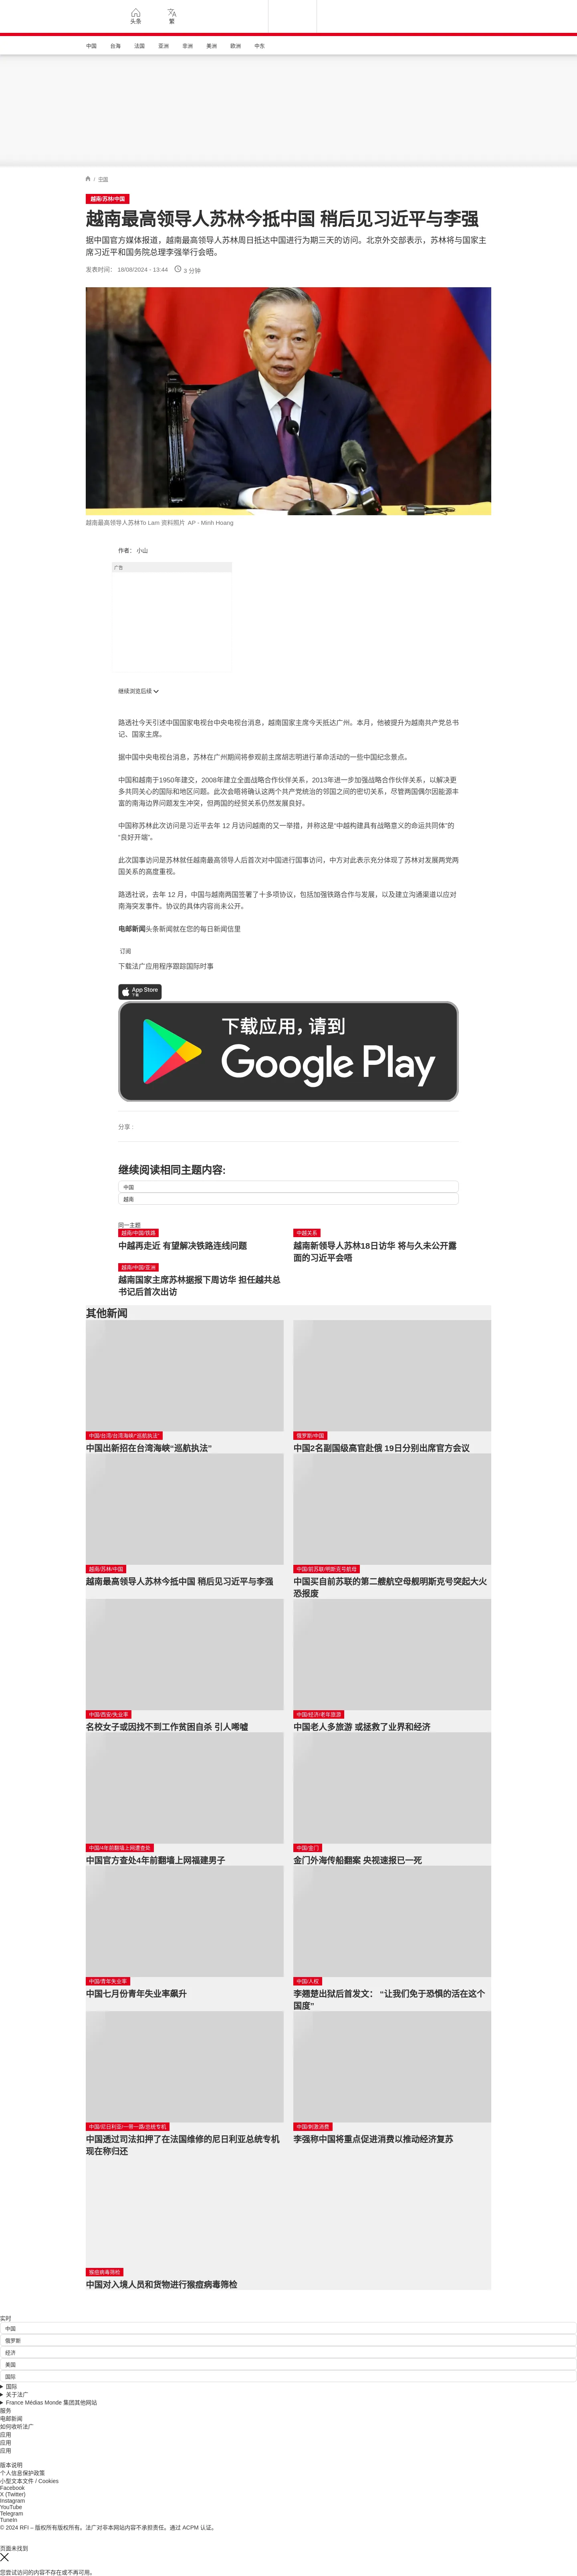 头条
繁
中国
台海
法国
亚洲
非洲
美洲
欧洲
中东
/ 中国
越南/苏林/中国
越南最高领导人苏林今抵中国 稍后见习近平与李强
据中国官方媒体报道，越南最高领导人苏林周日抵达中国进行为期三天的访问。北京外交部表示，苏林将与国家主
席习近平和国务院总理李强举行会晤。
发表时间： 18/08/2024 - 13:44
3 分钟
越南最高领导人苏林To Lam 资料照片 AP - Minh Hoang
作者： 小山
广告
继续浏览后续
路透社今天引述中国国家电视台中央电视台消息，越南国家主席今天抵达广州。本月，他被提升为越南共产党总书
记、国家主席。
据中国中央电视台消息，苏林在广州期间将参观前主席胡志明进行革命活动的一些中国纪念景点。
中国和越南于1950年建交，2008年建立全面战略合作伙伴关系，2013年进一步加强战略合作伙伴关系，以解决更
多共同关心的国际和地区问题。此次会晤将确认这两个共产党统治的邻国之间的密切关系，尽管两国偶尔因能源丰
富的南海边界问题发生冲突，但两国的经贸关系仍然发展良好。
中国称苏林此次访问是习近平去年 12 月访问越南的又一举措，并称这是“中越构建具有战略意义的命运共同体”的
“良好开端”。
此次国事访问是苏林就任越南最高领导人后首次对中国进行国事访问，中方对此表示充分体现了苏林对发展两党两
国关系的高度重视。
路透社说，去年 12 月，中国与越南两国签署了十多项协议，包括加强铁路合作与发展，以及建立沟通渠道以应对
南海突发事件。协议的具体内容尚未公开。
电邮新闻头条新闻就在您的每日新闻信里
订阅
下载法广应用程序跟踪国际时事
App Store
下载
下载应用，请到
Google Play
分享 :
继续阅读相同主题内容:
中国
越南
同一主题
越南/中国/铁路
中越再走近 有望解决铁路连线问题
中越关系
越南新领导人苏林18日访华 将与久未公开露
面的习近平会晤
越南/中国/亚洲
越南国家主席苏林据报下周访华 担任越共总
书记后首次出访
其他新闻
中国/台湾/台湾海峡/“巡航执法”
中国出新招在台湾海峡“巡航执法”
俄罗斯/中国
中国2名副国级高官赴俄 19日分别出席官方会议
越南/苏林/中国
越南最高领导人苏林今抵中国 稍后见习近平与李强
中国/前苏联/明斯克号航母
中国买自前苏联的第二艘航空母舰明斯克号突起大火
恐报废
中国/西安/失业率
名校女子或因找不到工作贫困自杀 引人唏嘘
中国/经济/老年旅游
中国老人多旅游 或拯救了业界和经济
中国/4年前翻墙上网遭查处
中国官方查处4年前翻墙上网福建男子
中国/金门
金门外海传船翻案 央视速报已一死
中国/青年失业率
中国七月份青年失业率飙升
中国/人权
李翘楚出狱后首发文： “让我们免于恐惧的活在这个
国度”
中国/尼日利亚/一带一路/总统专机
中国透过司法扣押了在法国维修的尼日利亚总统专机
现在称归还
中国/刺激消费
李强称中国将重点促进消费以推动经济复苏
猴痘病毒筛检
中国对入境人员和货物进行猴痘病毒筛检
实时
中国
俄罗斯
经济
美国
国际
国际
关于法广
France Médias Monde 集团其他网站
服务
电邮新闻
如何收听法广
应用
应用
应用
版本说明
个人信息保护政策
小型文本文件 / Cookies
Facebook
X (Twitter)
Instagram
YouTube
Telegram
TuneIn
© 2024 RFI – 版权所有版权所有。法广对非本网站内容不承担责任。通过 ACPM 认证。
页面未找到
您尝试访问的内容不存在或不再可用。